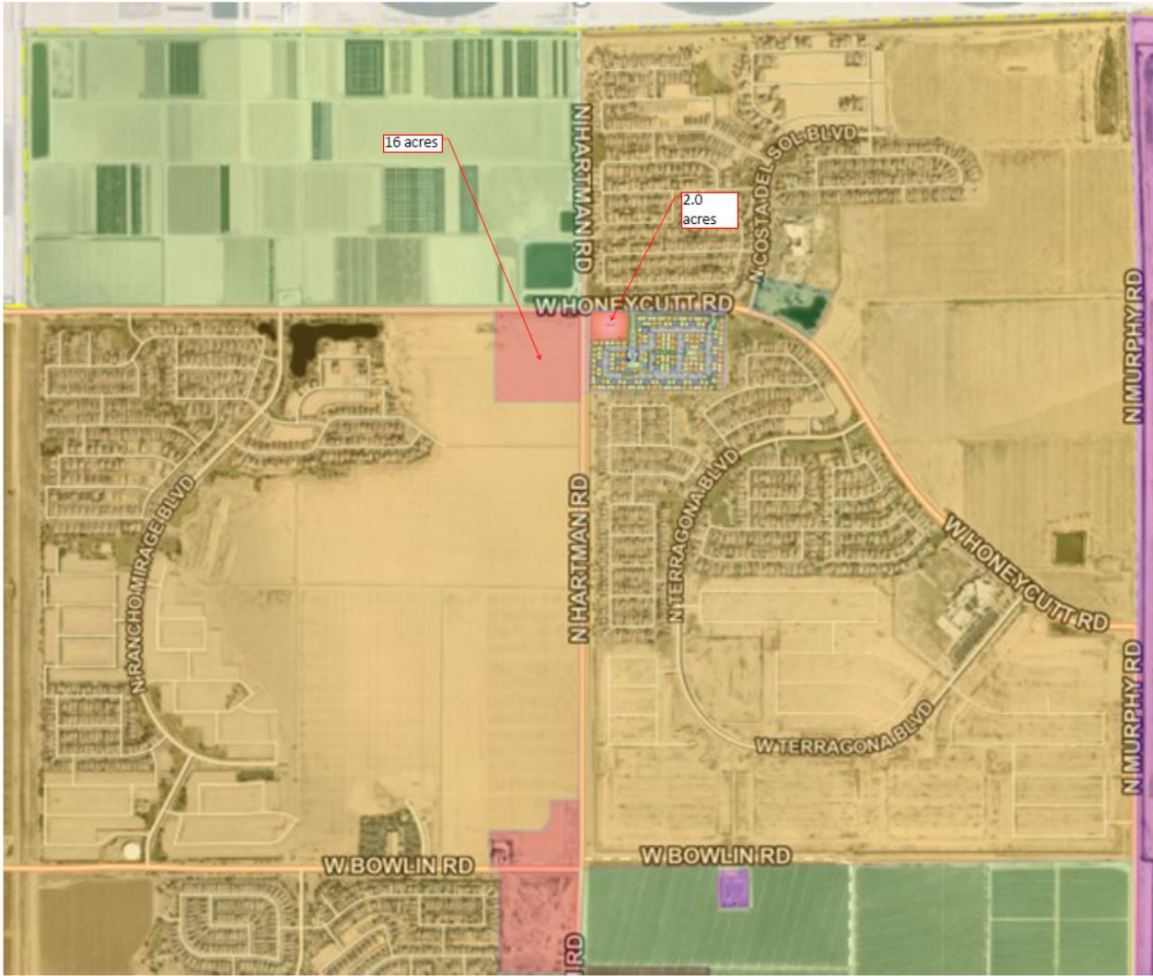 N HARTMAN RD
N COSTA DEL SOL BLVD
16 acres
2.0
acres
W HONEYCUTT RD
N MURPHY RD
N RANCHO MIRAGE BLVD
N HARTMAN RD
N TERRAGONA BLVD
W HONEYCUTT RD
N MURPHY RD
W TERRAGONA BLVD
W BOWLIN RD
W BOWLIN RD
RD